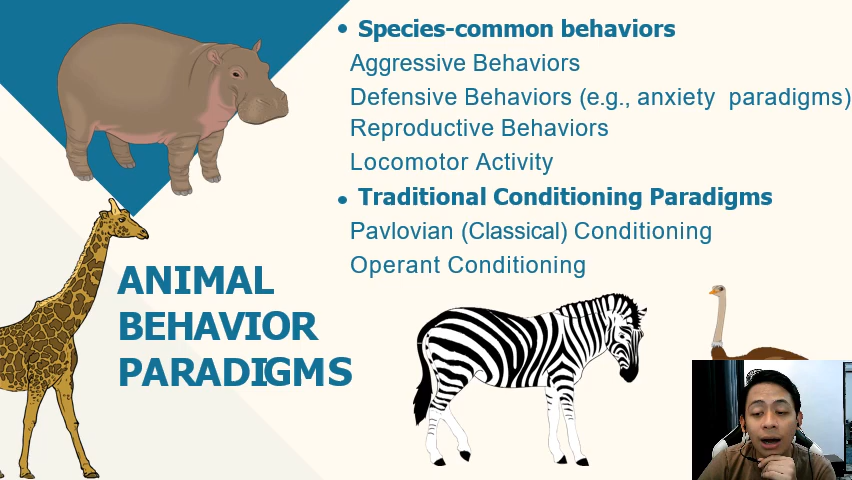 • Species-common behaviors
Aggressive Behaviors
Defensive Behaviors (e.g., anxiety paradigms)
Reproductive Behaviors
Locomotor Activity
• Traditional Conditioning Paradigms
Pavlovian (Classical) Conditioning
Operant Conditioning
ANIMAL
BEHAVIOR
PARADIGMS